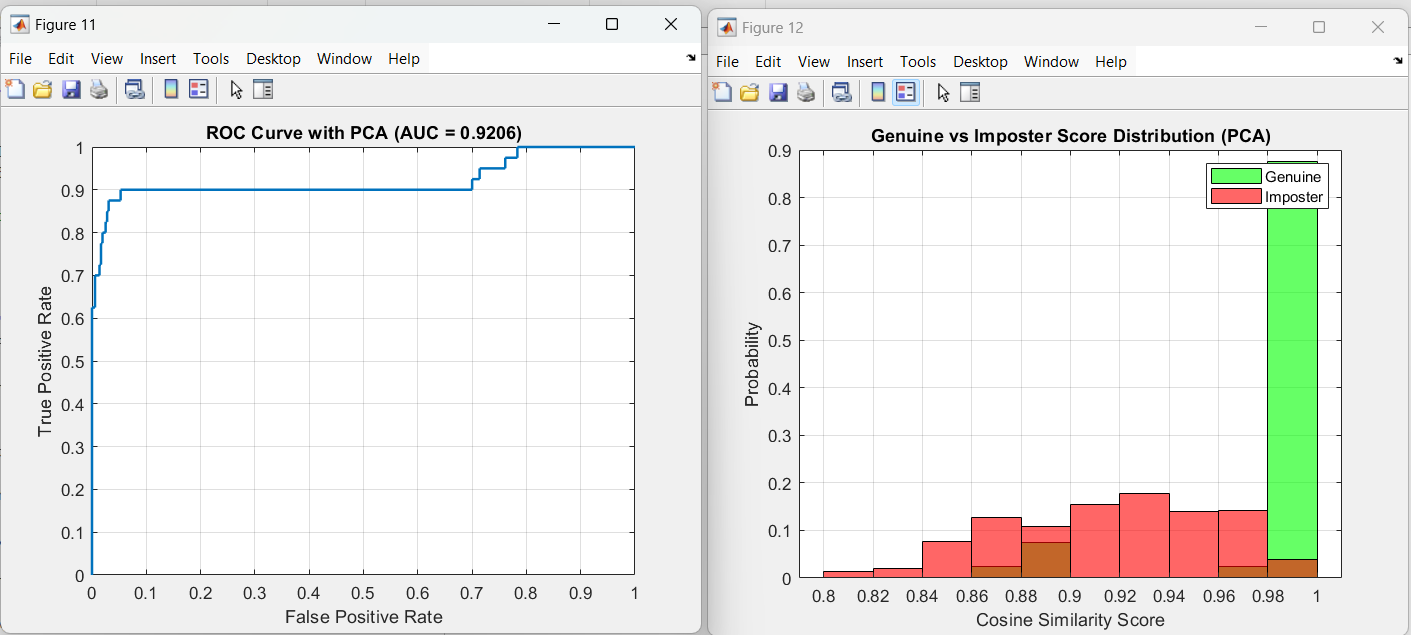 Figure 11
File Edit View Insert Tools Desktop Window Help
ROC Curve with PCA (AUC = 0.9206)
1
0.9
0.8
0.7
0.6
0.5
0.4
0.3
0.2
0.1
0
True Positive Rate
0 0.1 0.2 0.3 0.4 0.5 0.6 0.7 0.8 0.9 1
False Positive Rate
Figure 12
File Edit View Insert Tools Desktop Window Help
Genuine vs Imposter Score Distribution (PCA)
Genuine
Imposter
0.9
0.8
0.7
0.6
0.5
0.4
0.3
0.2
0.1
0
Probability
0.8 0.82 0.84 0.86 0.88 0.9 0.92 0.94 0.96 0.98 1
Cosine Similarity Score